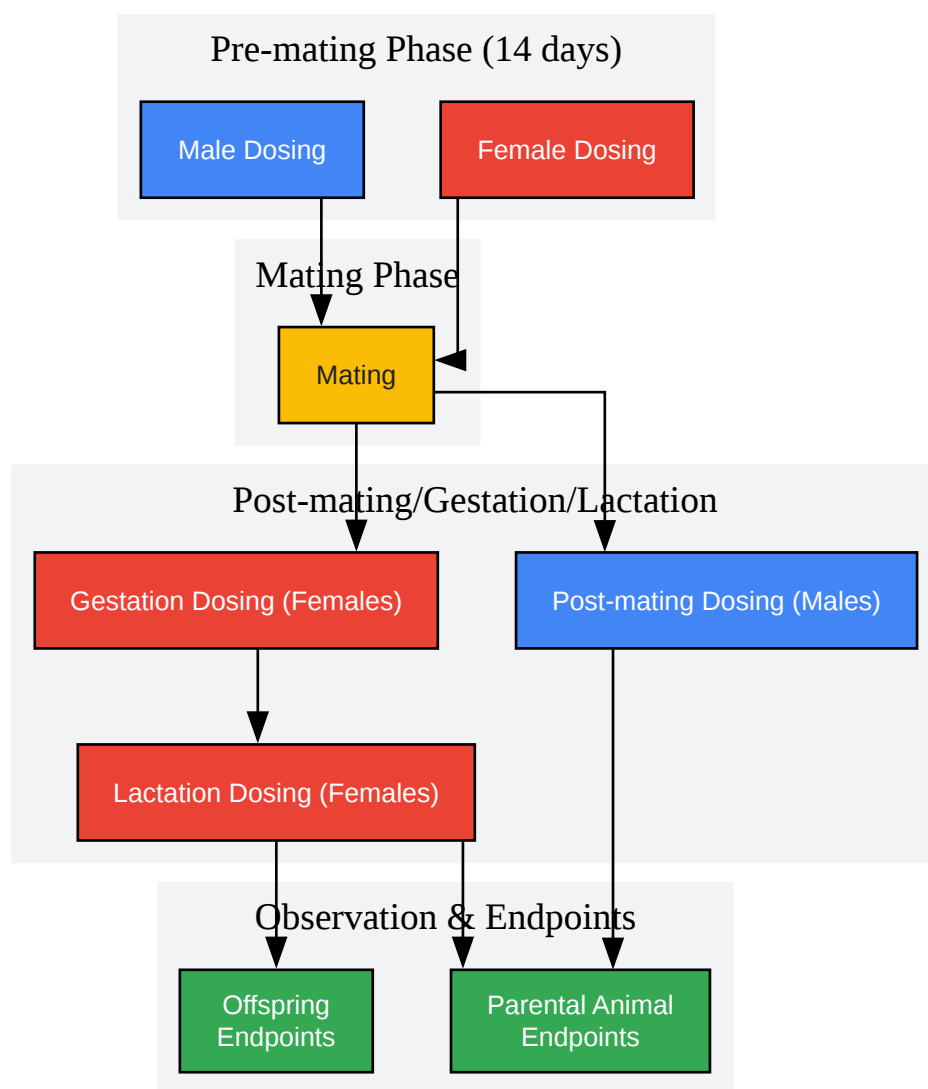 Pre-mating Phase (14 days)
Male Dosing
Female Dosing
Mating Phase
Mating
Post-mating/Gestation/Lactation
Gestation Dosing (Females)
Post-mating Dosing (Males)
Lactation Dosing (Females)
Observation & Endpoints
Offspring
Endpoints
Parental Animal
Endpoints